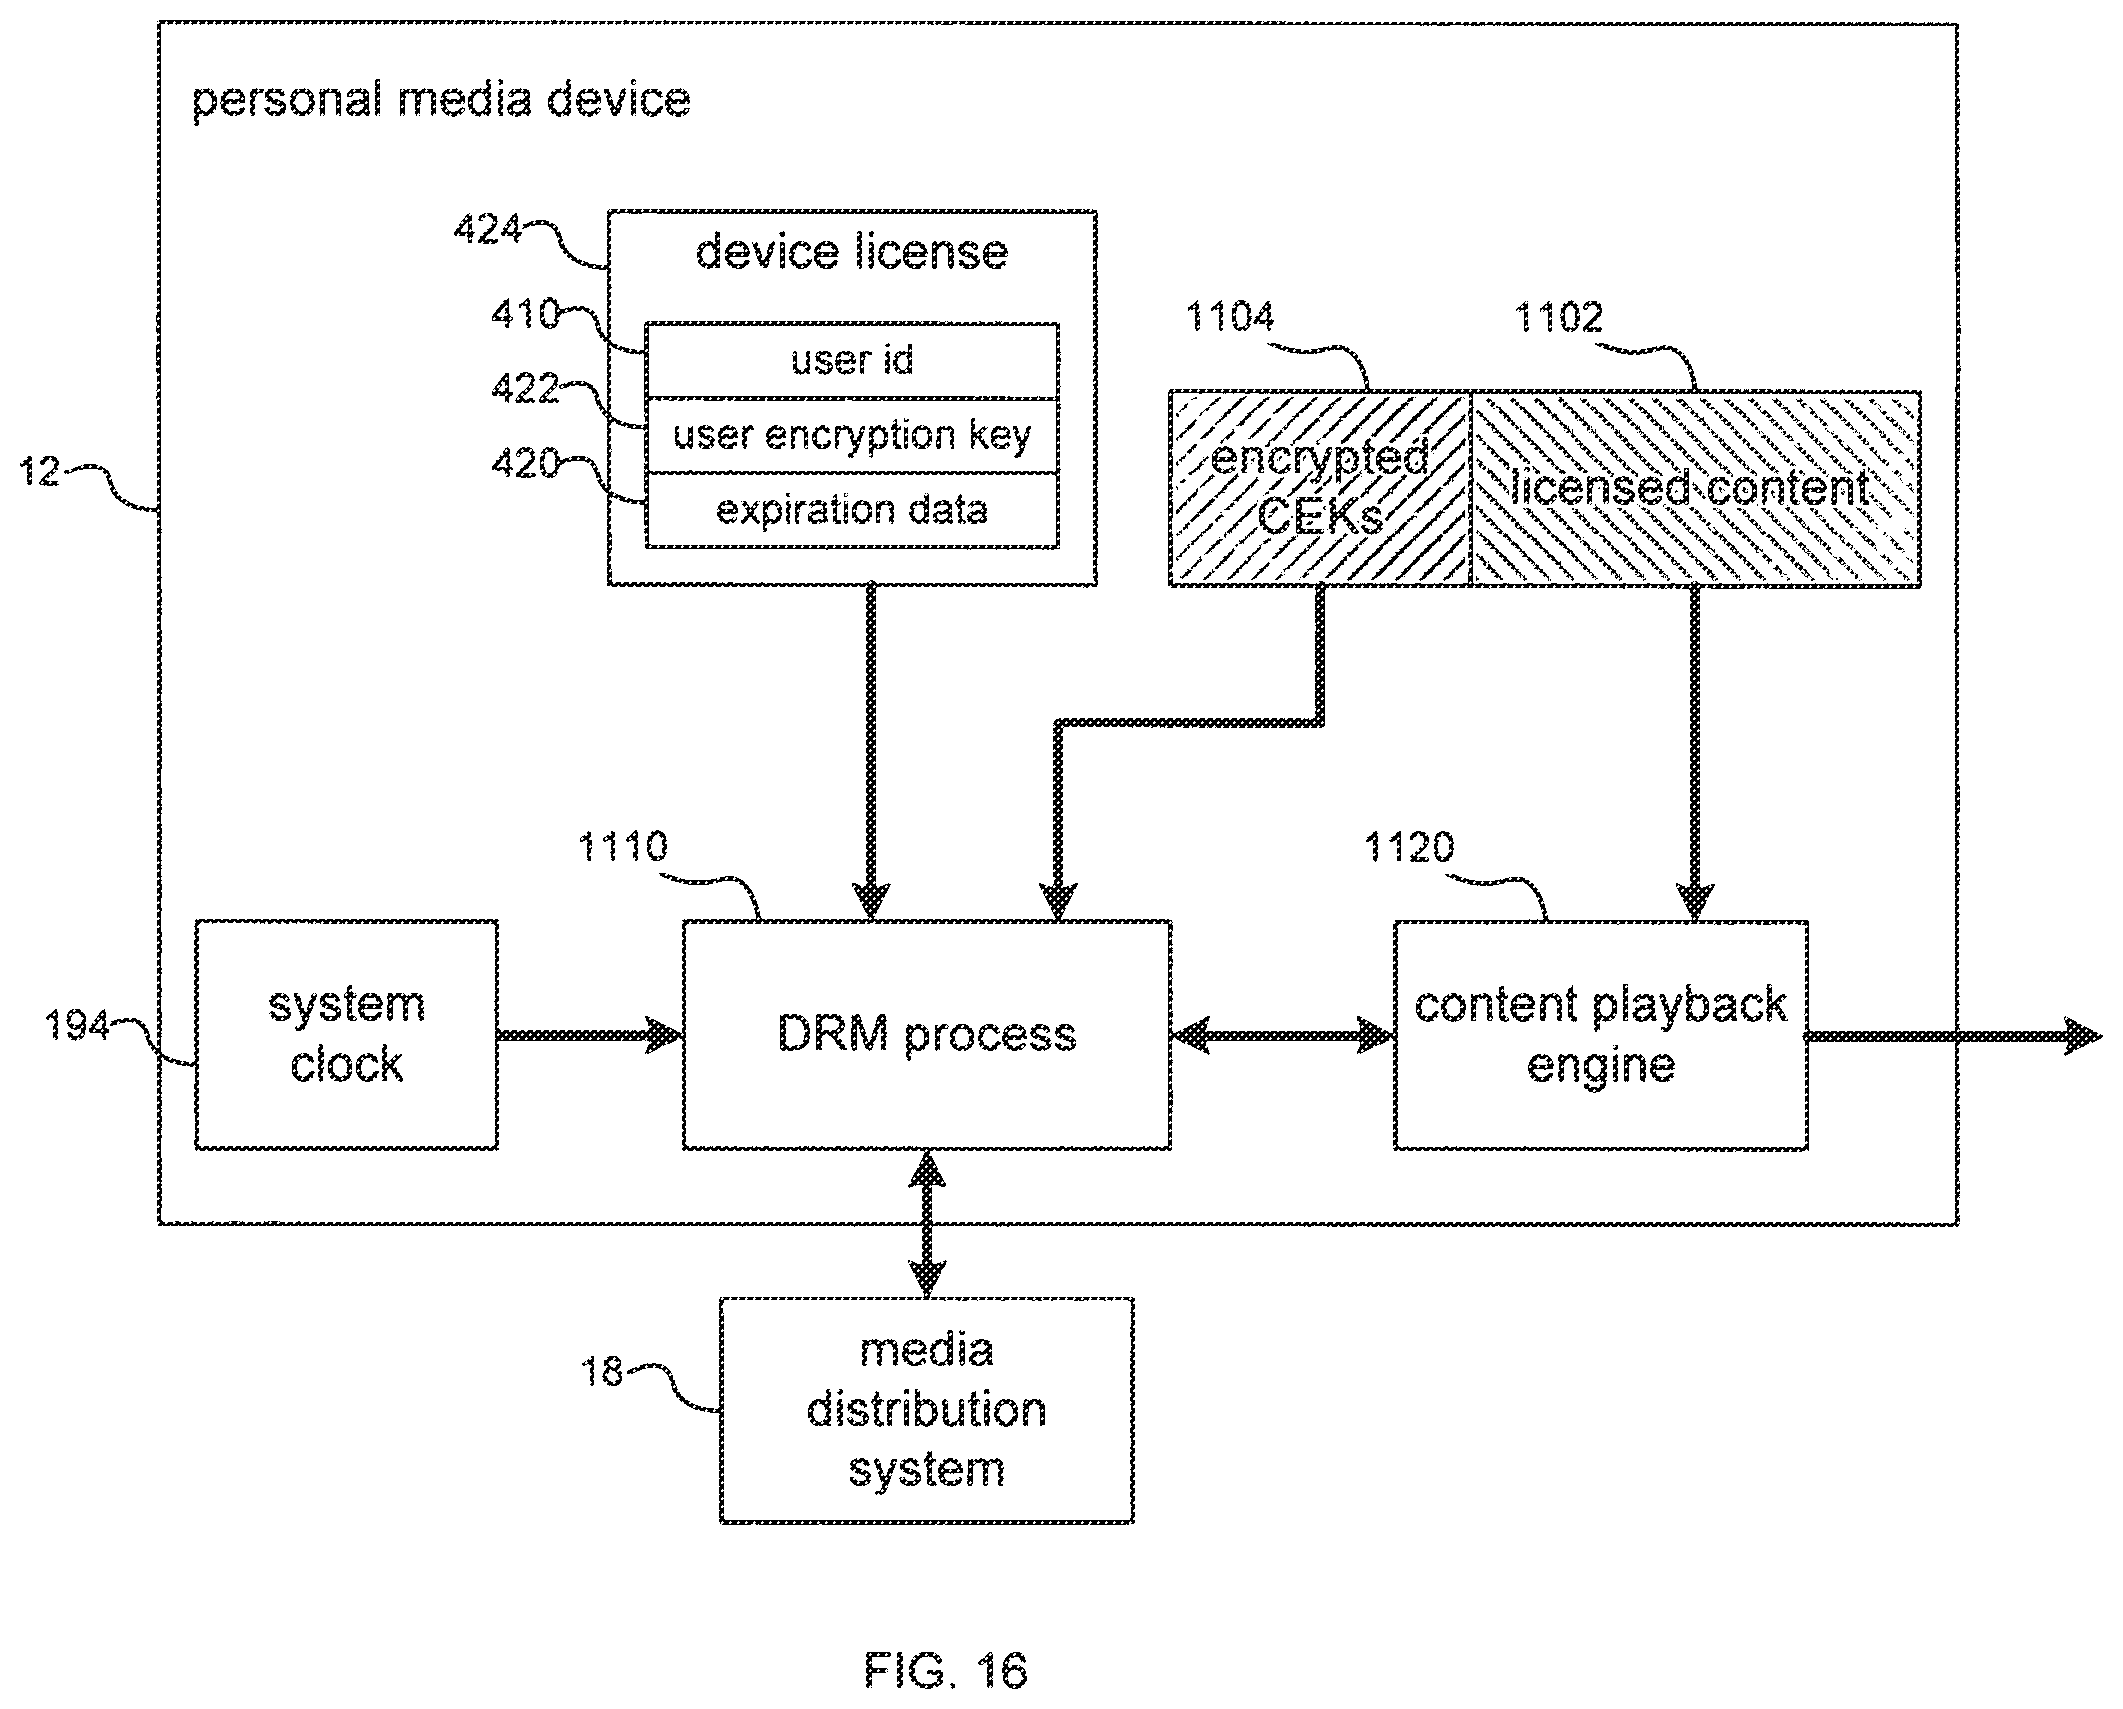 personal media device
424
device license
410
user id
1104
1102
422
user encryption key
420
expiration data
encrypted
CEKs
licensed content
12
1110
1120
194
system
clock
DRM process
content playback
engine
18
media
distribution
system
FIG. 16